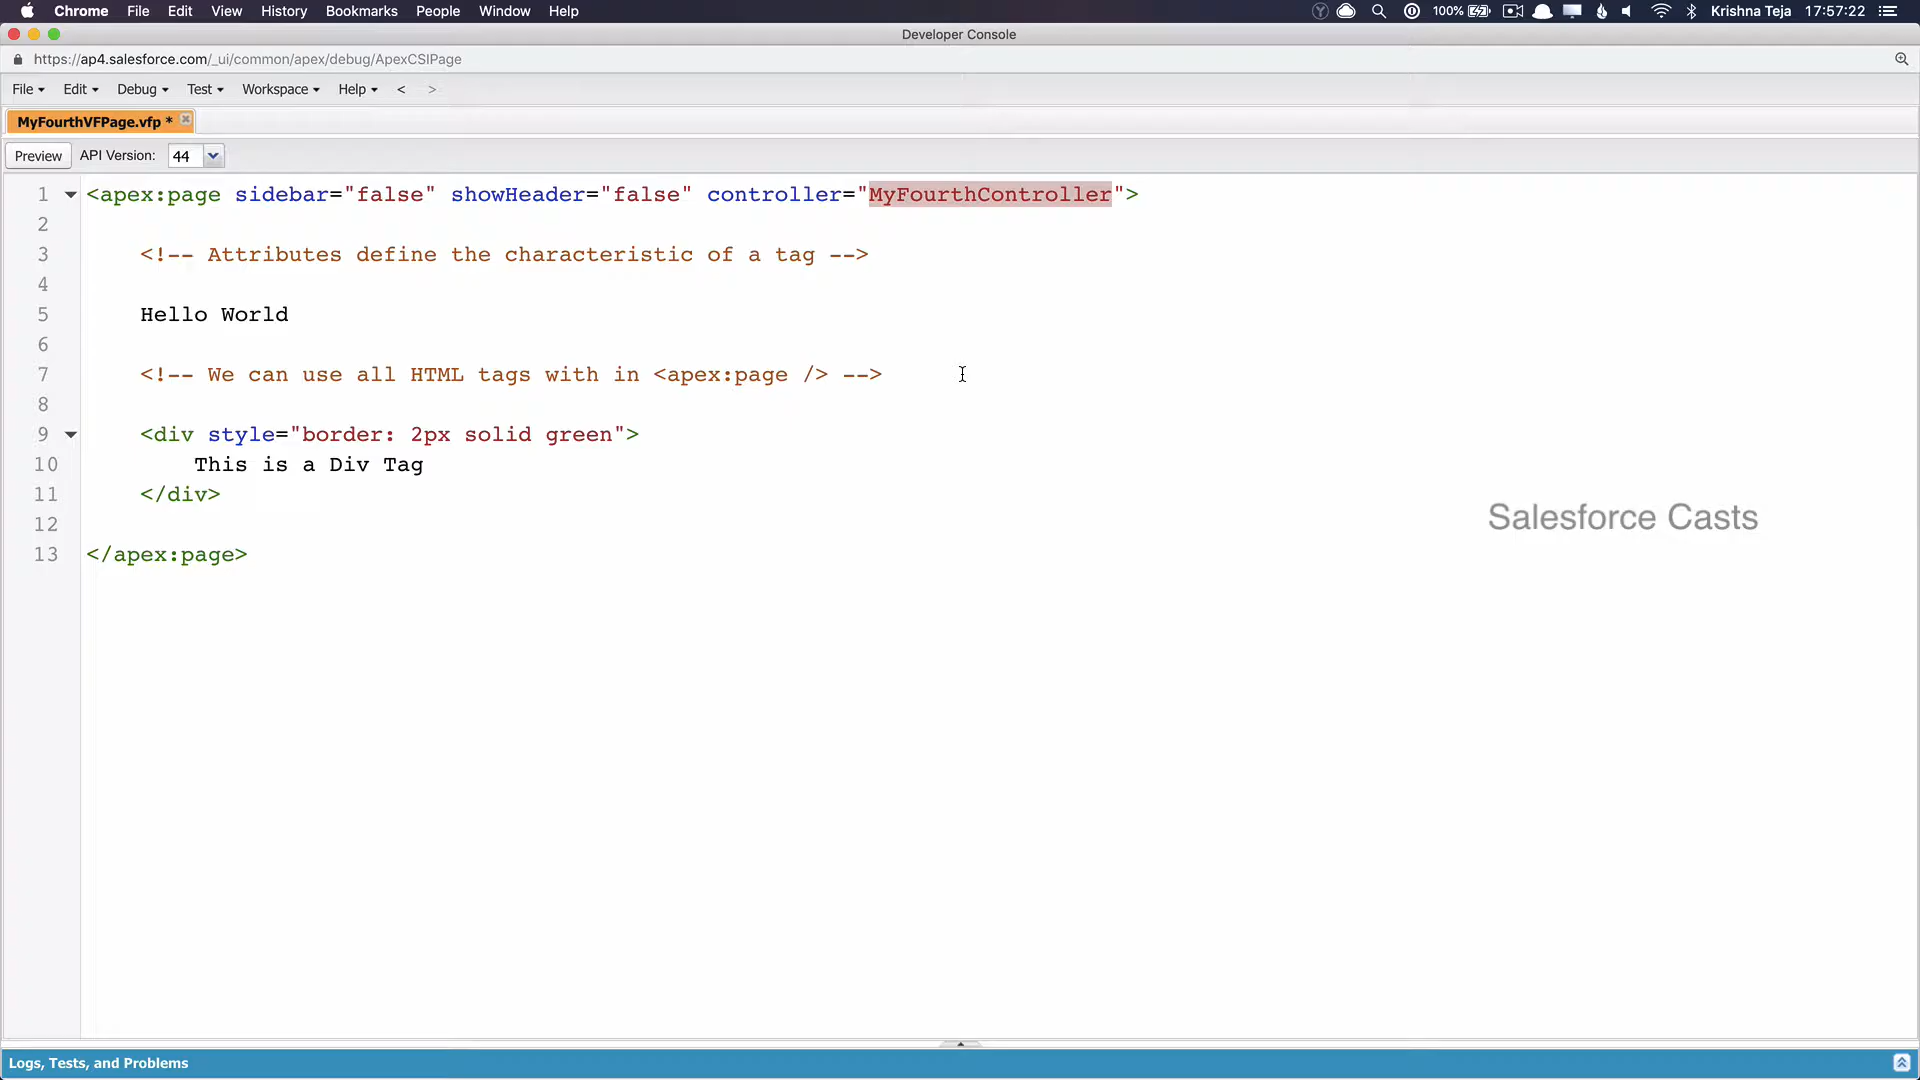 Chrome File Edit View History Bookmarks People Window Help 100% Krishna Teja 17:57:22
Developer Console
https://ap4.salesforce.com/_ui/common/apex/debug/ApexCSIPage
File Edit Debug Test Workspace Help < >
MyFourthVFPage.vfp *
Preview API Version: 44
1 <apex:page sidebar="false" showHeader="false" controller="MyFourthController">
2
3 <!-- Attributes define the characteristic of a tag -->
4
5 Hello World
6
7 <!-- We can use all HTML tags with in <apex:page /> -->
8
9 <div style="border: 2px solid green">
10 This is a Div Tag
11 </div>
Salesforce Casts
12
13 </apex:page>
Logs, Tests, and Problems